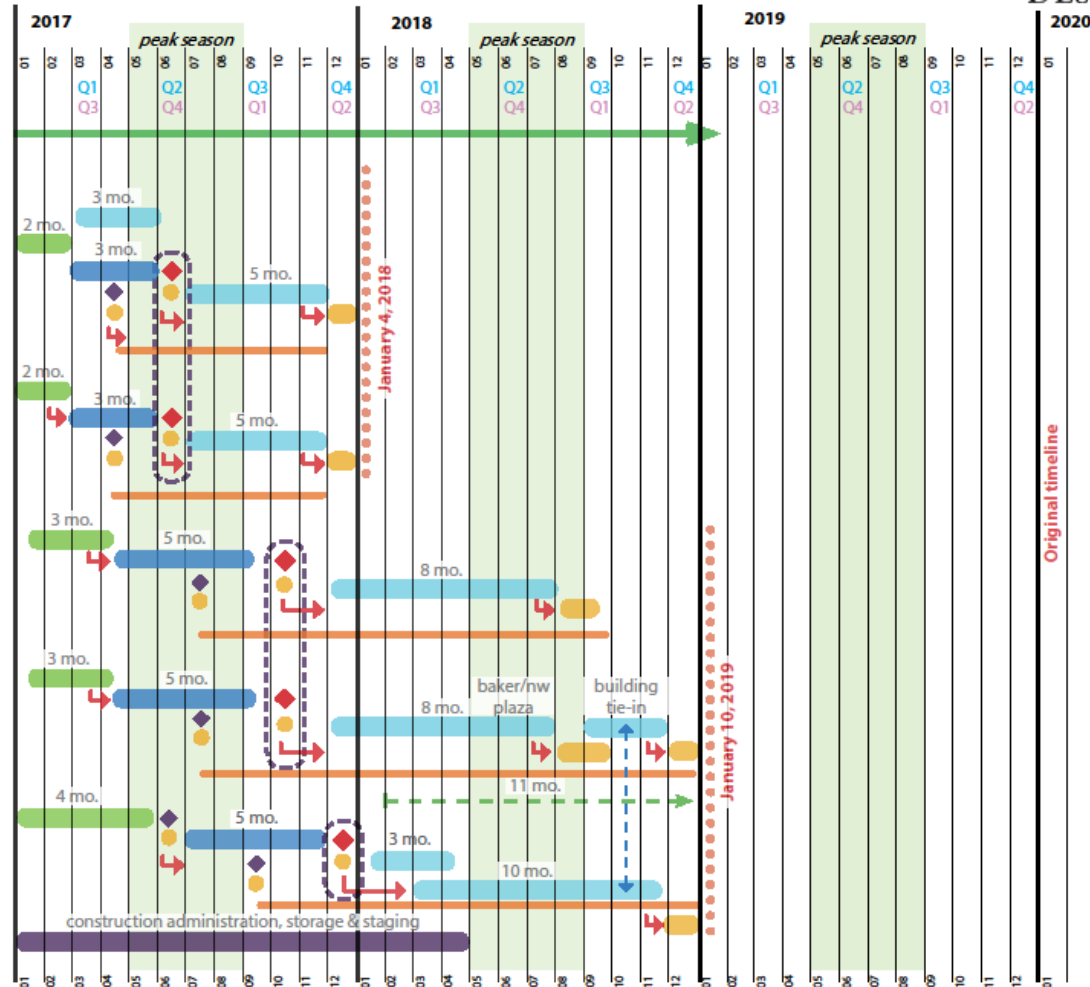 2017
2018
2019
2020
peak season
peak season
peak season
01 02 03 04 05 06 07 08 09 10 11 12 01 02 03 04 05 06 07 08 09 10 11 12 01 02 03 04 05 06 07 08 09 10 11 12 01
Q1 Q2 Q3 Q4 Q1 Q2 Q3 Q4 Q1 Q2 Q3 Q4
Q3 Q4 Q1 Q2 Q3 Q4 Q1 Q2 Q3 Q4 Q1 Q2
3 mo.
2 mo.
3 mo.
5 mo.
January 4, 2018
2 mo.
3 mo.
5 mo.
Original timeline
3 mo.
5 mo.
8 mo.
3 mo.
5 mo.
8 mo.
baker/nw
plaza
building
tie-in
January 10, 2019
11 mo.
4 mo.
5 mo.
3 mo.
10 mo.
construction administration, storage & staging
01 02 03 04 05 06 07 08 09 10 11 12 01 02 03 04 05 06 07 08 09 10 11 12 01 02 03 04 05 06 07 08 09 10 11 12 01